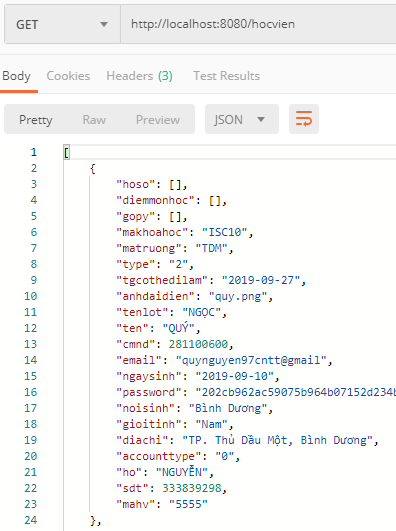 GET http://localhost:8080/hocvien
Body Cookies Headers (3) Test Results
Pretty Raw Preview JSON
1 [
2 {
3 "hoso": [],
4 "diemmonhoc": [],
5 "gopy": [],
6 "makhoahoc": "ISC10",
7 "matruong": "TDM",
8 "type": "2",
9 "tgcothedilam": "2019-09-27",
10 "anhdaidien": "quy.png",
11 "tenlot": "NGỌC",
12 "ten": "QUÝ",
13 "cmnd": 281100600,
14 "email": "quynguyen97cntt@gmail",
15 "ngaysinh": "2019-09-10",
16 "password": "202cb962ac59075b964b07152d234b
17 "noisinh": "Bình Dương",
18 "gioitinh": "Nam",
19 "diachi": "TP. Thủ Dầu Một, Bình Dương",
20 "accounttype": "0",
21 "ho": "NGUYỄN",
22 "sdt": 333839298,
23 "mahv": "5555"
24 },